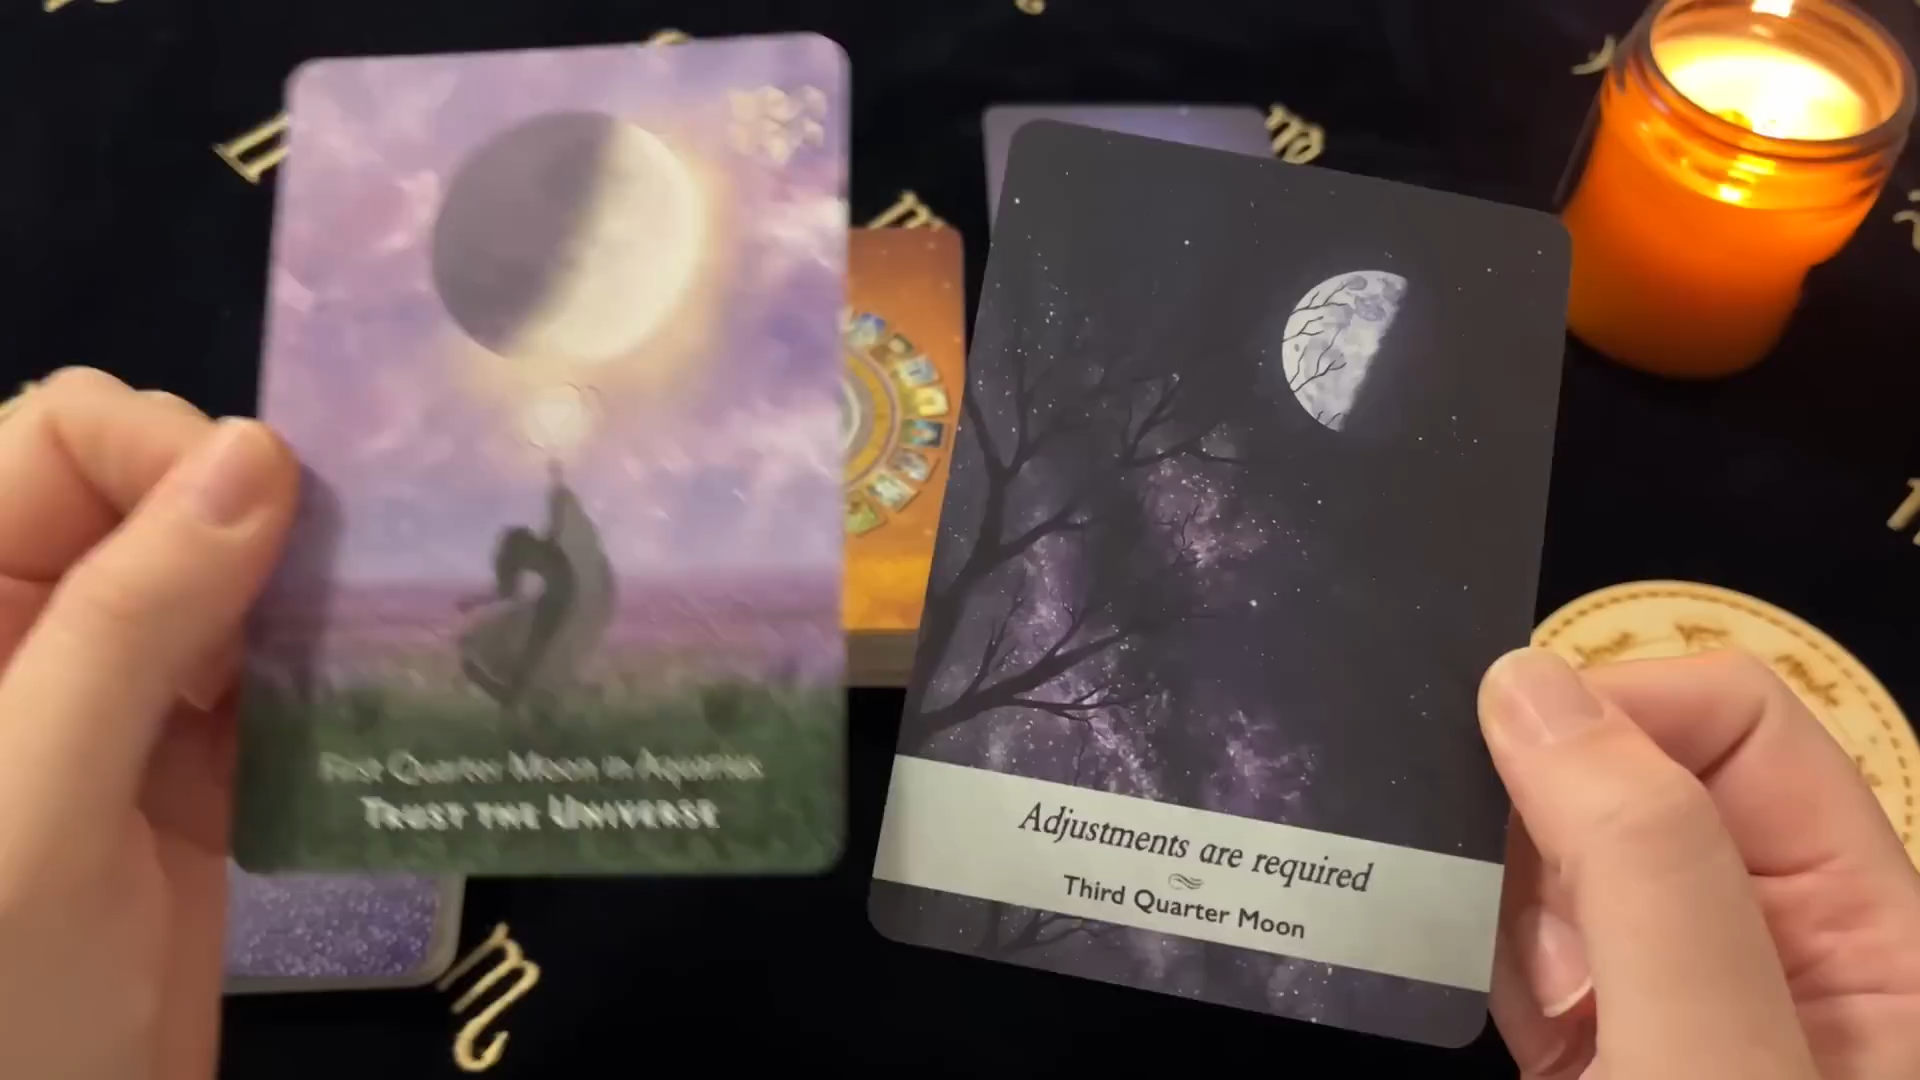 First Quarter Moon in Aquarius
TRUST THE UNIVERSE
Adjustments are required
Third Quarter Moon